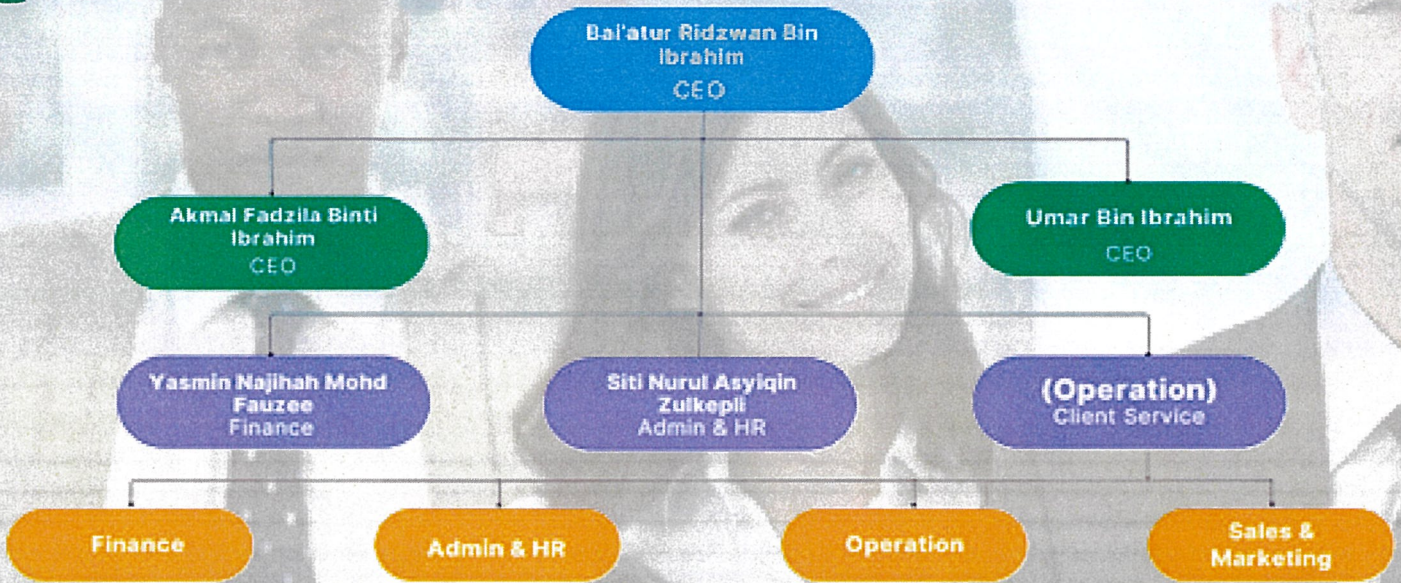 Bai'atur Ridzwan Bin
Ibrahim
CEO
Akmal Fadzila Binti
Ibrahim
CEO
Umar Bin Ibrahim
CEO
Yasmin Najihah Mohd
Fauzee
Finance
Siti Nurul Asyiqin
Zulkepli
Admin & HR
(Operation)
Client Service
Finance
Admin & HR
Operation
Sales &
Marketing